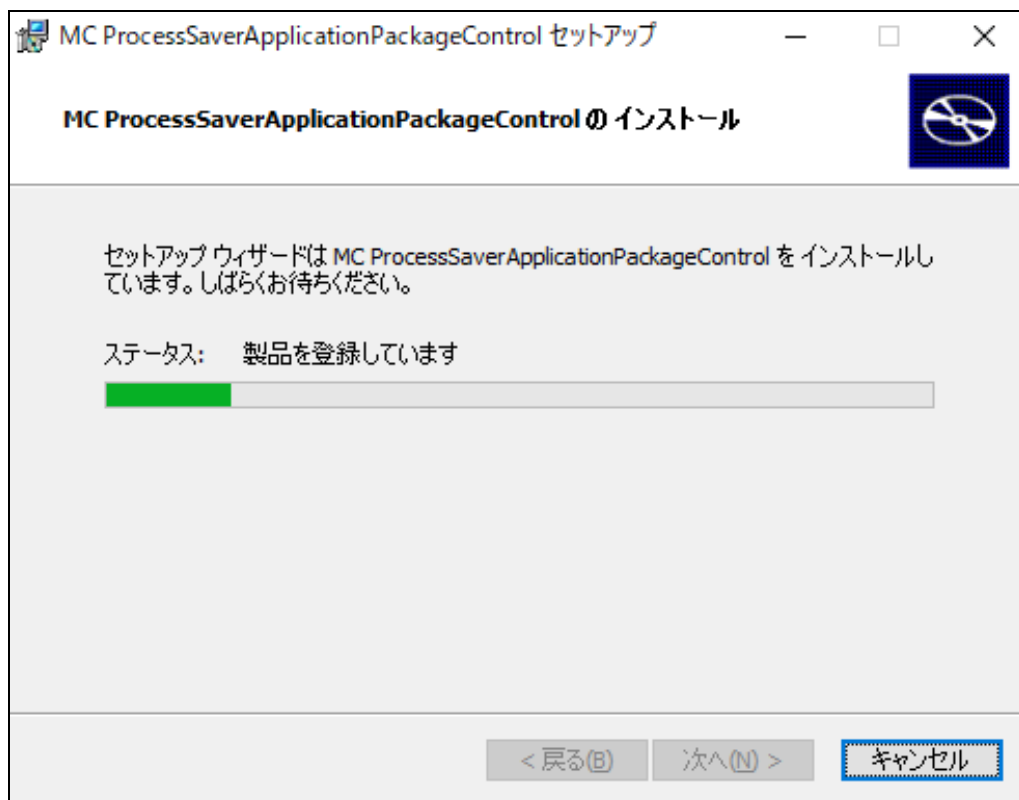 MC ProcessSaverApplicationPackageControl セットアップ
MC ProcessSaverApplicationPackageControl の インストール
セットアップ ウィザードは MC ProcessSaverApplicationPackageControl を インストールし
ています。しばらくお待ちください。
ステータス: 製品を登録しています
< 戻る(B) 次へ(N) > キャンセル